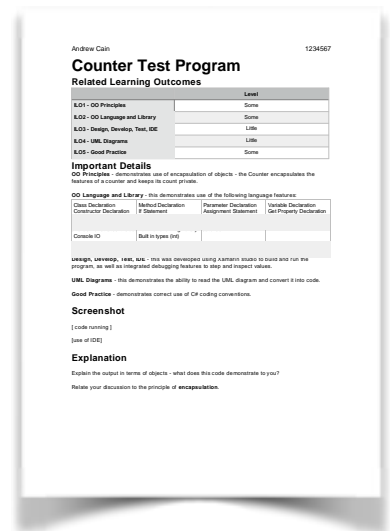 Andrew Cain 1234567
Counter Test Program
Related Learning Outcomes
Level
ILO1 - OO Principles Some
ILO2 - OO Language and Library Some
ILO3 - Design, Develop, Test, IDE Little
ILO4 - UML Diagrams Little
ILO5 - Good Practice Some
Important Details
OO Principles - demonstrates use of encapsulation of objects - the Counter encapsulates the
features of a counter and keeps its count private.
OO Language and Library - this demonstrates use of the following language features:
Class Declaration Method Declaration Parameter Declaration Variable Declaration
Constructor Declaration If Statement Assignment Statement Get Property Declaration
Console IO Built in types (int)
Design, Develop, Test, IDE - this was developed using Xamarin studio to build and run the
program, as well as integrated debugging features to step and inspect values.
UML Diagrams - this demonstrates the ability to read the UML diagram and convert it into code.
Good Practice - demonstrates correct use of C# coding conventions.
Screenshot
[ code running ]
[use of IDE]
Explanation
Explain the output in terms of objects - what does this code demonstrate to you?
Relate your discussion to the principle of encapsulation.